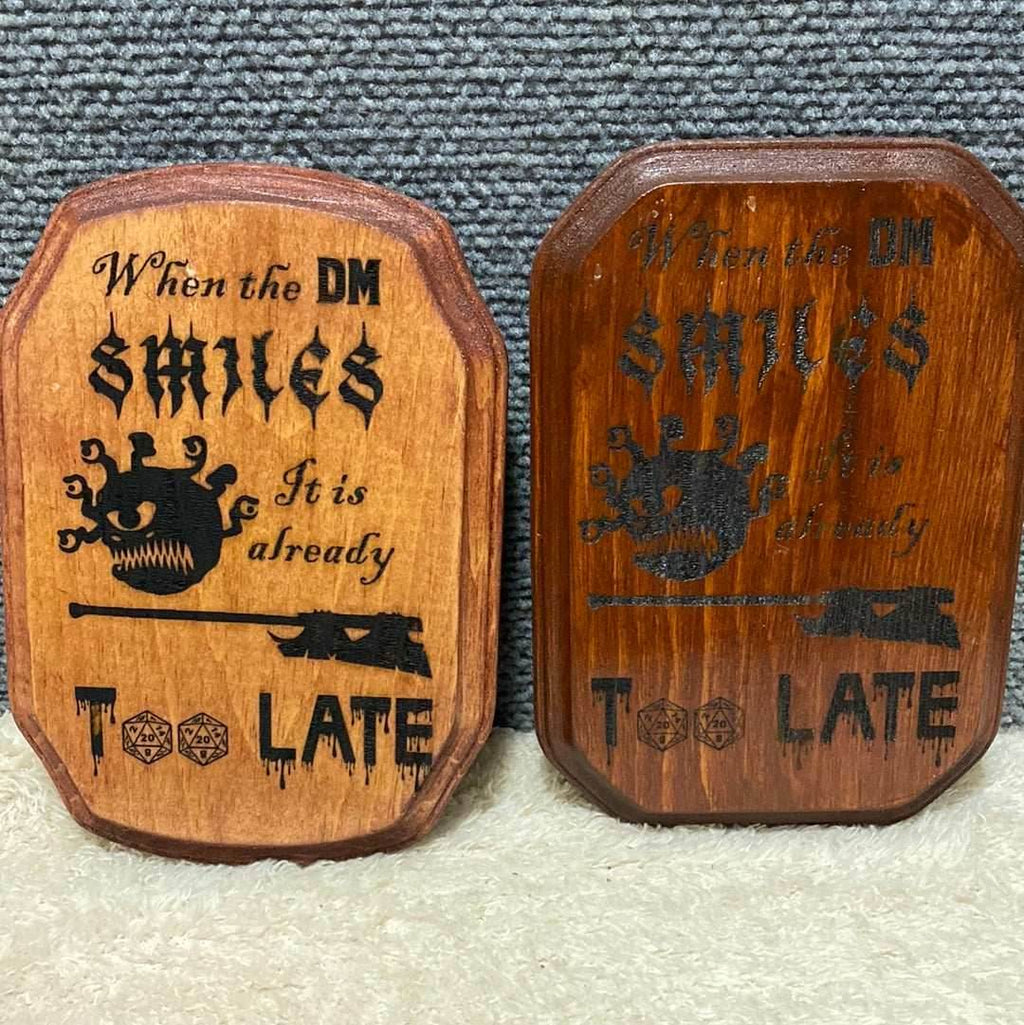 When the DM
SMILES
It is
already
T 20 20 LATE
When the DM
SMILES
It is
already
T 20 20 LATE